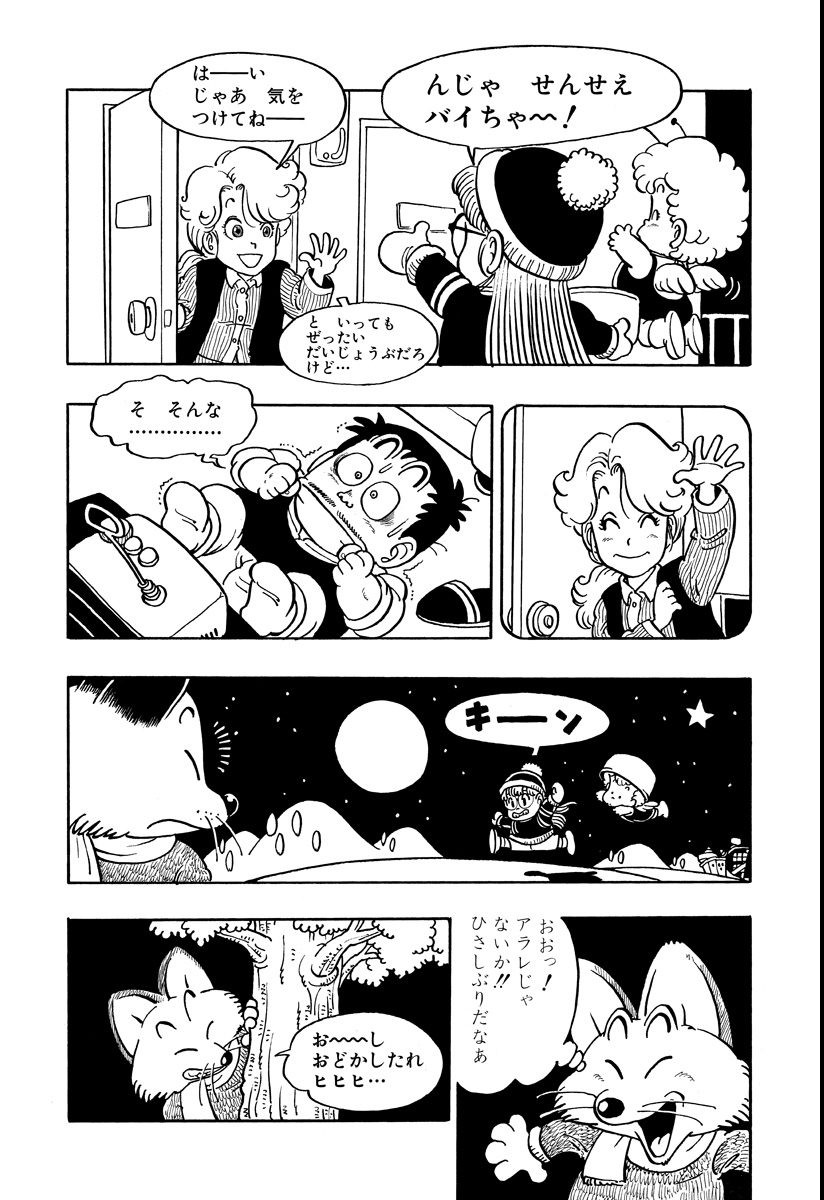 んじゃ せんせえ
バイちゃ〜!
は――い
じゃあ 気を
つけてね――
と いっても
ぜったい
だいじょうぶだろ
けど…
そ そんな
……………
キーーン
おおっ!
アラレじゃ
ないか!!
ひさしぶりだなぁ
お〜〜〜し
おどかしたれ
ヒヒヒ…